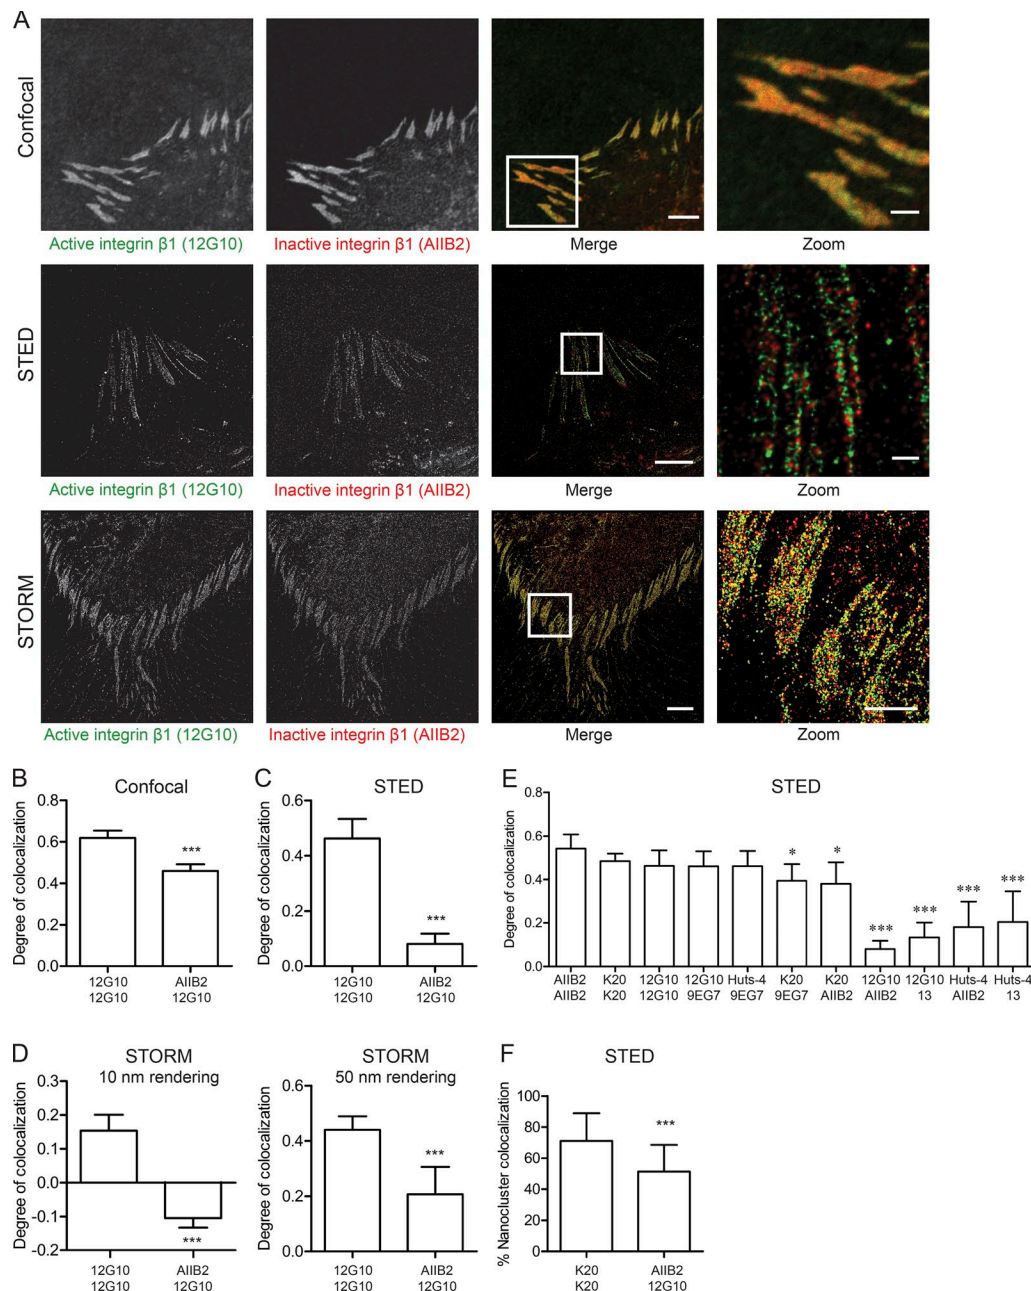 A
Confocal
Active integrin β1 (12G10)
Inactive integrin β1 (AIIB2)
Merge
Zoom
STED
Active integrin β1 (12G10)
Inactive integrin β1 (AIIB2)
Merge
Zoom
STORM
Active integrin β1 (12G10)
Inactive integrin β1 (AIIB2)
Merge
Zoom
B
Confocal
Degree of colocalization
0.8
0.6
0.4
0.2
0.0
***
12G10
12G10
AIIB2
12G10
C
STED
Degree of colocalization
0.6
0.4
0.2
0.0
***
12G10
12G10
AIIB2
12G10
E
STED
Degree of colocalization
0.8
0.6
0.4
0.2
0.0
* * *** *** *** ***
AIIB2 K20 12G10 12G10 Huts-4 K20 K20 12G10 12G10 Huts-4 Huts-4
AIIB2 K20 12G10 9EG7 9EG7 9EG7 AIIB2 AIIB2 13 AIIB2 13
D
STORM
10 nm rendering
Degree of colocalization
0.3
0.2
0.1
0.0
-0.1
-0.2
***
12G10
12G10
AIIB2
12G10
STORM
50 nm rendering
Degree of colocalization
0.6
0.4
0.2
0.0
***
12G10
12G10
AIIB2
12G10
F
STED
% Nanocluster colocalization
100
80
60
40
20
0
***
K20
K20
AIIB2
12G10